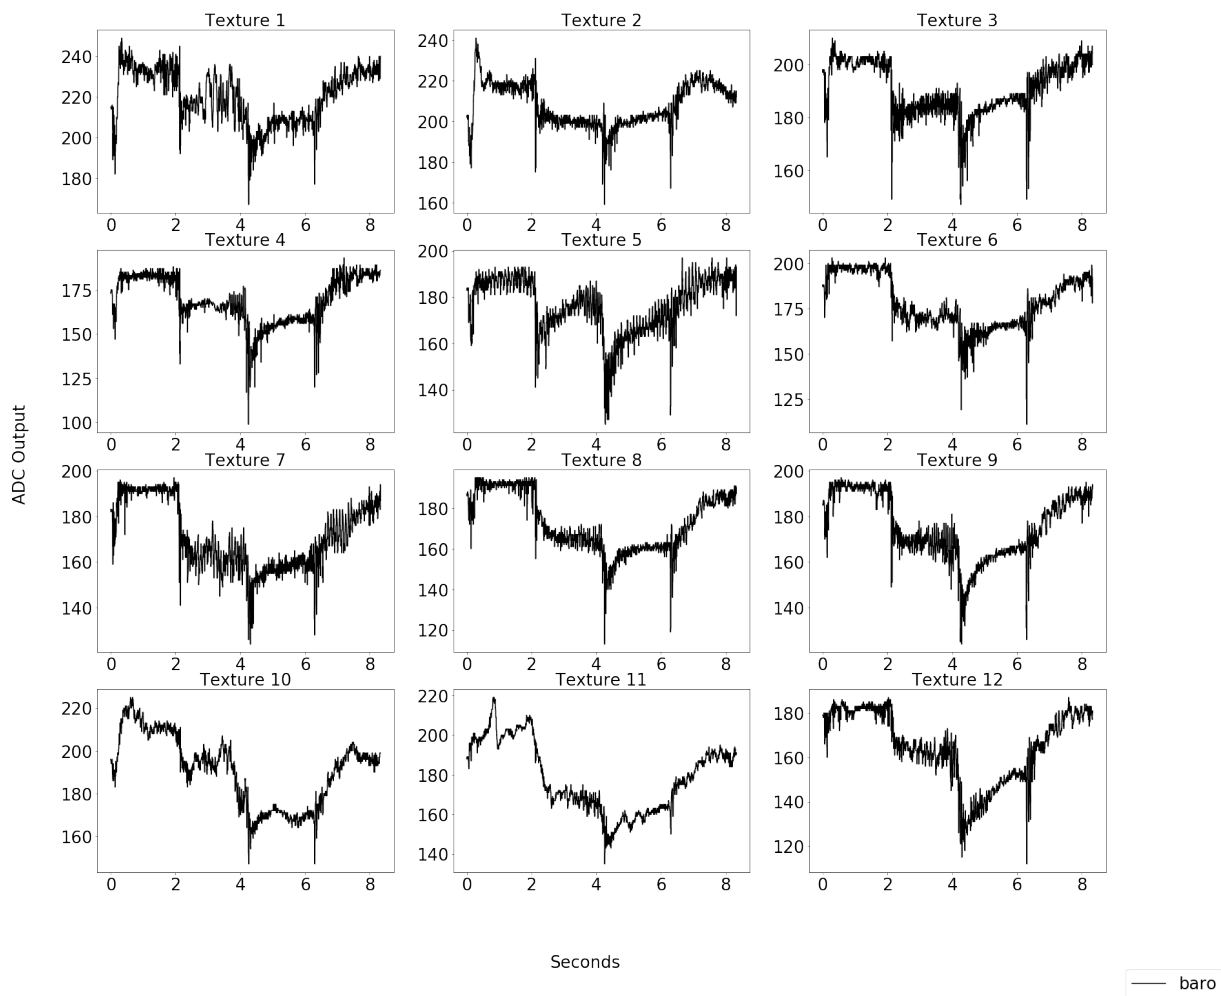 Texture 1
Texture 2
Texture 3
240
220
200
180
0 2 4 6 8
240
220
200
180
160
0 2 4 6 8
200
180
160
0 2 4 6 8
Texture 4
Texture 5
Texture 6
175
150
125
100
0 2 4 6 8
200
180
160
140
0 2 4 6 8
200
175
150
125
0 2 4 6 8
ADC Output
Texture 7
Texture 8
Texture 9
200
180
160
140
0 2 4 6 8
180
160
140
120
0 2 4 6 8
200
180
160
140
0 2 4 6 8
Texture 10
Texture 11
Texture 12
220
200
180
160
0 2 4 6 8
220
200
180
160
140
0 2 4 6 8
180
160
140
120
0 2 4 6 8
Seconds
baro